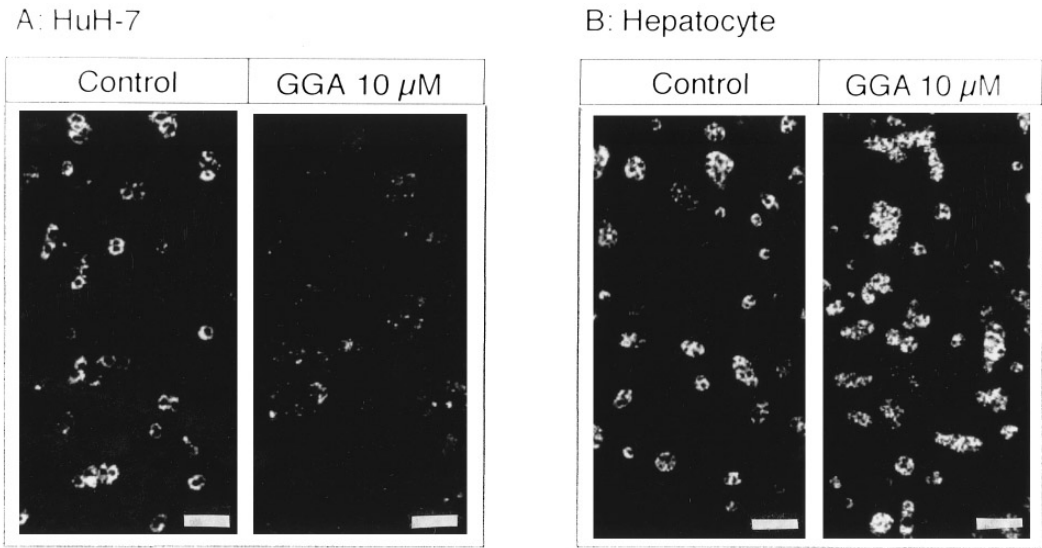 A: HuH-7
B: Hepatocyte
Control
GGA 10 µM
Control
GGA 10 µM